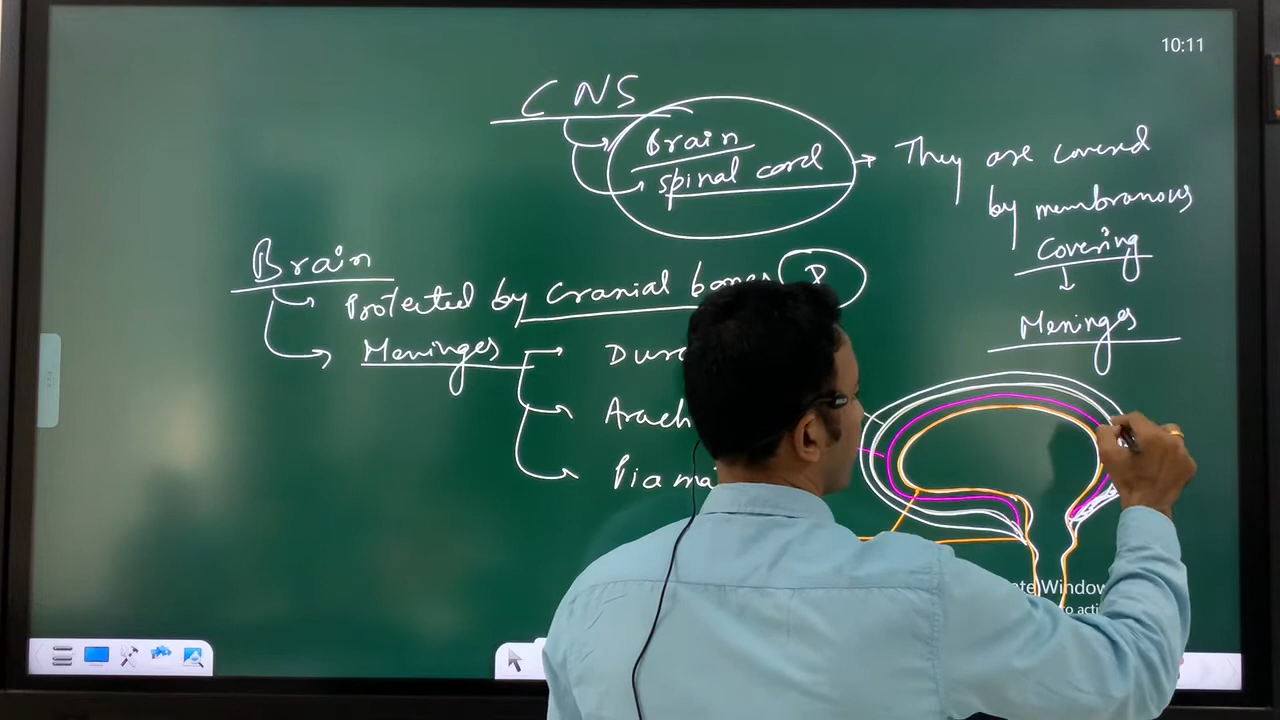 10:11
CNS
Brain
spinal cord
They are covered
by membranous
Covering
Meninges
Brain
Protected by Cranial bones
Meninges
Dura
Arach
Pia ma